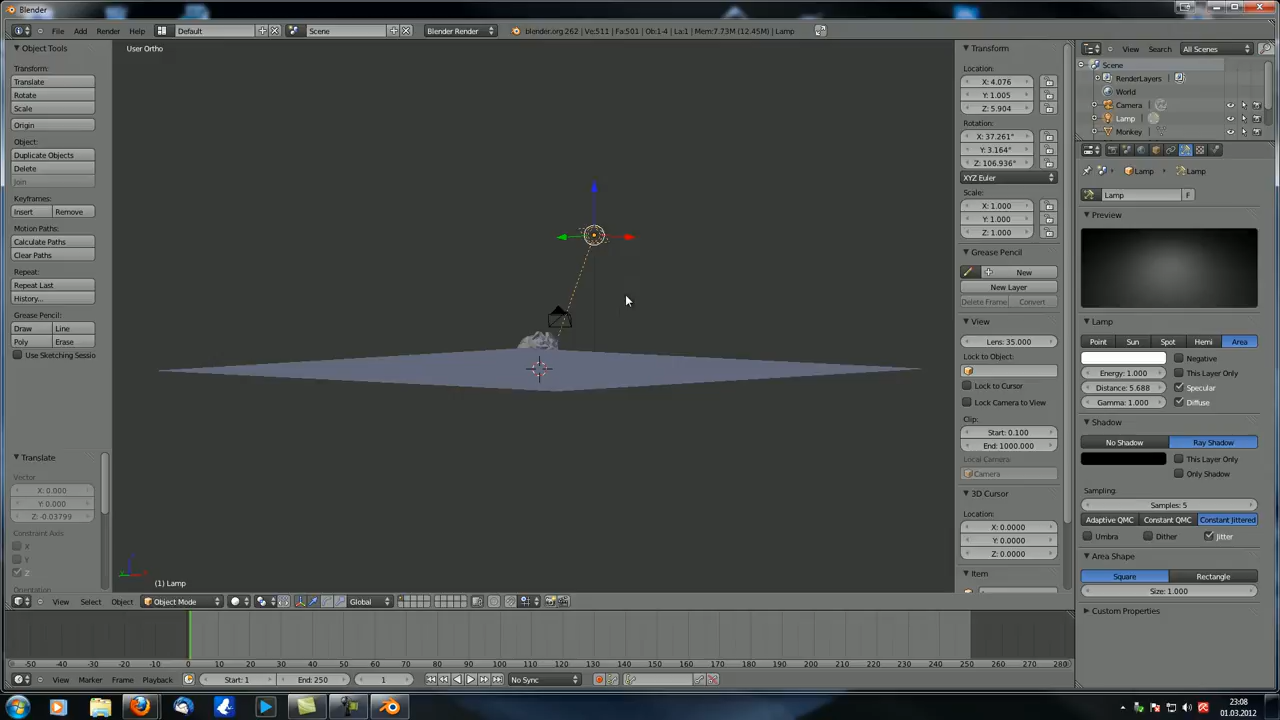 Blender
File Add Render Help
Default
Scene
Blender Render
blender.org 262 | Ve:511 | Fa:501 | Ob:1-4 | La:1 | Mem:7.73M (12.45M) | Lamp
Object Tools
Transform:
Translate
Rotate
Scale
Origin
Object:
Duplicate Objects
Delete
Join
Keyframes:
Insert Remove
Motion Paths:
Calculate Paths
Clear Paths
Repeat:
Repeat Last
History...
Grease Pencil:
Draw Line
Poly Erase
Use Sketching Sessio
Translate
Vector
X: 0.000
Y: 0.000
Z: -0.03799
Constraint Axis
X
Y
Z
Orientation
User Ortho
(1) Lamp
View Select Object Object Mode Global
Transform
Location:
X: 4.076
Y: 1.005
Z: 5.904
Rotation:
X: 37.261°
Y: 3.164°
Z: 106.936°
XYZ Euler
Scale:
X: 1.000
Y: 1.000
Z: 1.000
Grease Pencil
New
New Layer
Delete Frame Convert
View
Lens: 35.000
Lock to Object:
Lock to Cursor
Lock Camera to View
Clip:
Start: 0.100
End: 1000.000
Local Camera:
Camera
3D Cursor
Location:
X: 0.0000
Y: 0.0000
Z: 0.0000
Item
View Search All Scenes
Scene
RenderLayers
World
Camera
Lamp
Monkey
Lamp Lamp
Lamp F
Preview
Lamp
Point Sun Spot Hemi Area
Negative
Energy: 1.000 This Layer Only
Distance: 5.688 Specular
Gamma: 1.000 Diffuse
Shadow
No Shadow Ray Shadow
This Layer Only
Only Shadow
Sampling:
Samples: 5
Adaptive QMC Constant QMC Constant Jittered
Umbra Dither Jitter
Area Shape
Square Rectangle
Size: 1.000
Custom Properties
-50 -40 -30 -20 -10 0 10 20 30 40 50 60 70 80 90 100 110 120 130 140 150 160 170 180 190 200 210 220 230 240 250 260 270 280
View Marker Frame Playback Start: 1 End: 250 1 No Sync
23:08
01.03.2012